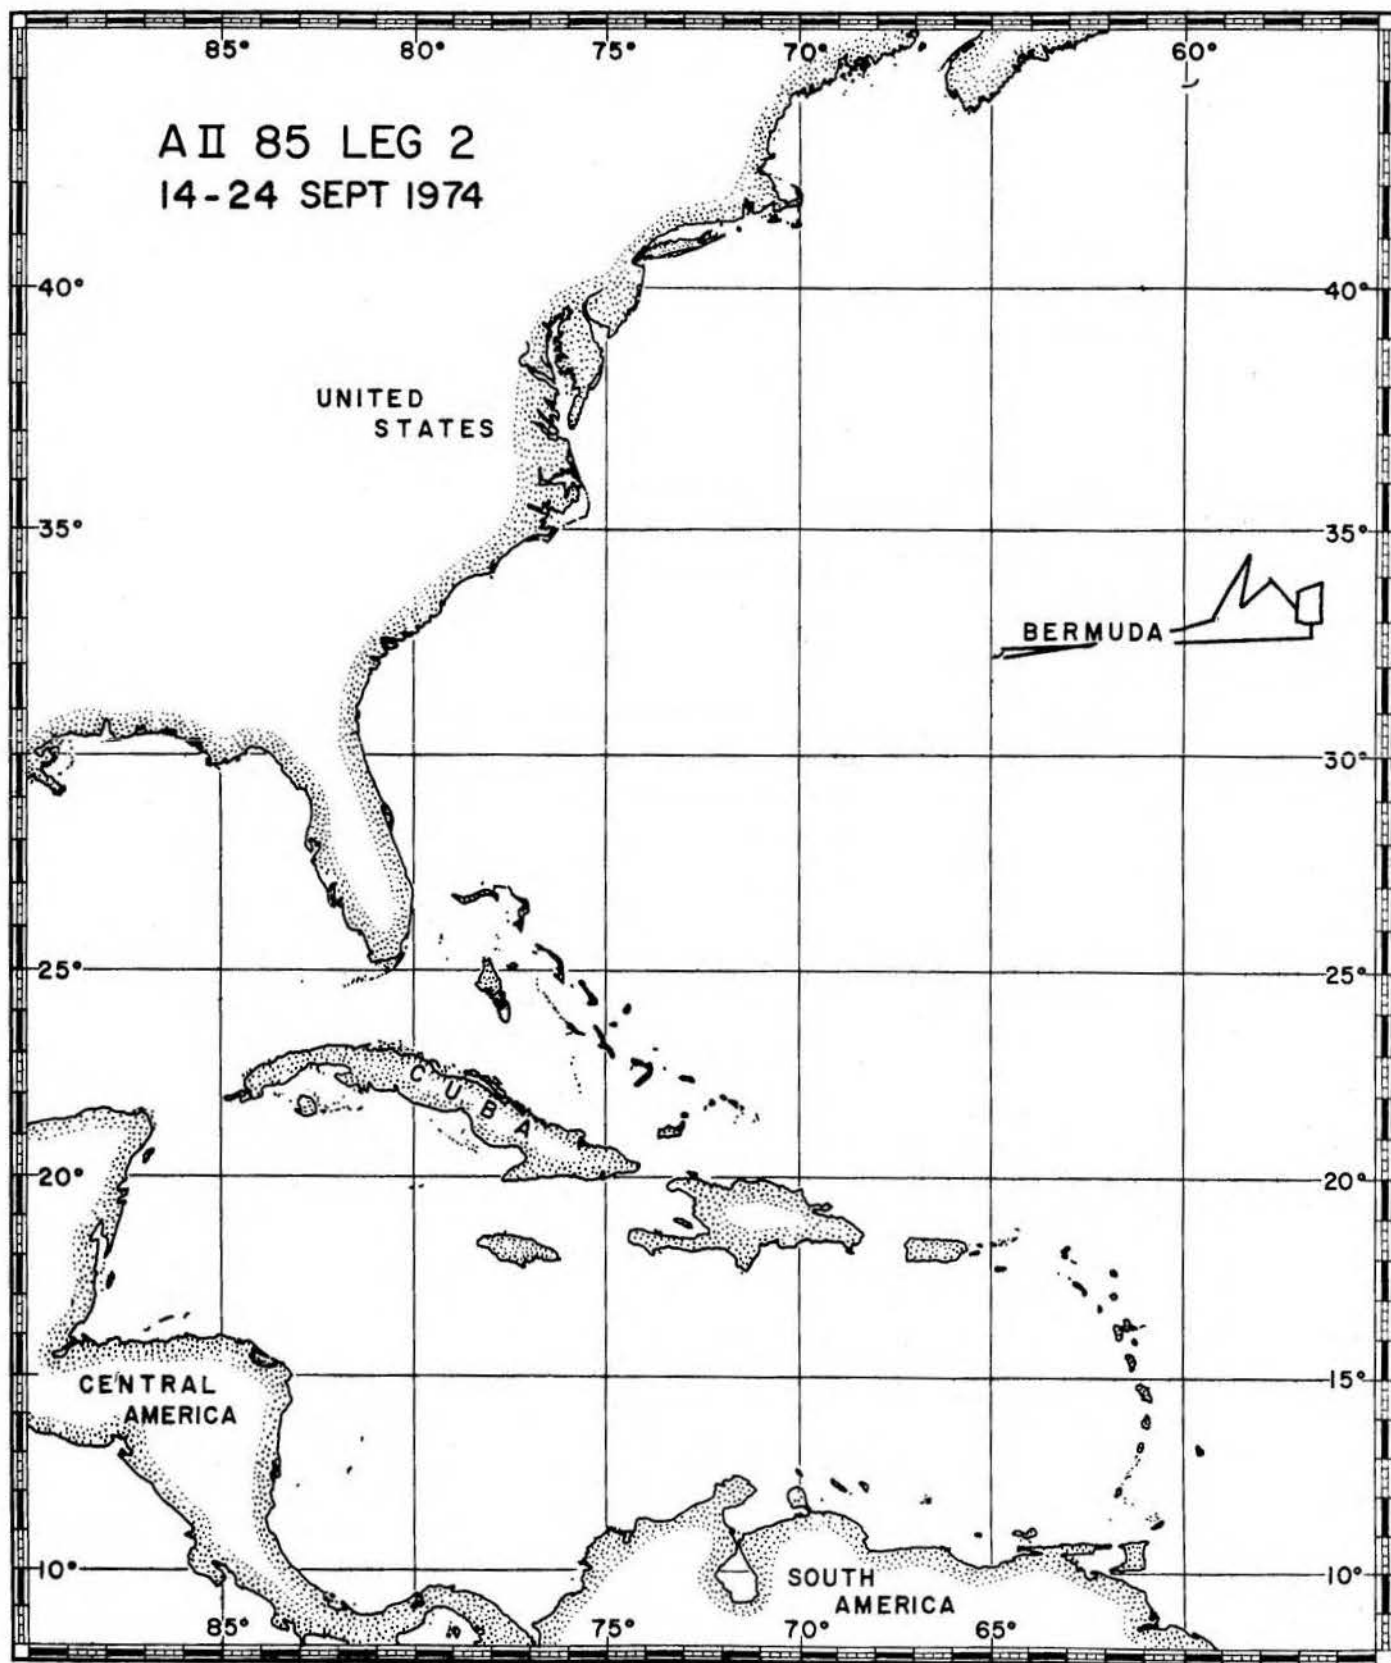 85° 80° 75° 70° 60°
A II 85 LEG 2
14-24 SEPT 1974
40° 40°
UNITED
STATES
35° 35°
BERMUDA
30°
25° 25°
CUBA
20° 20°
15°
CENTRAL
AMERICA
10° 10°
SOUTH
AMERICA
85° 75° 70° 65°